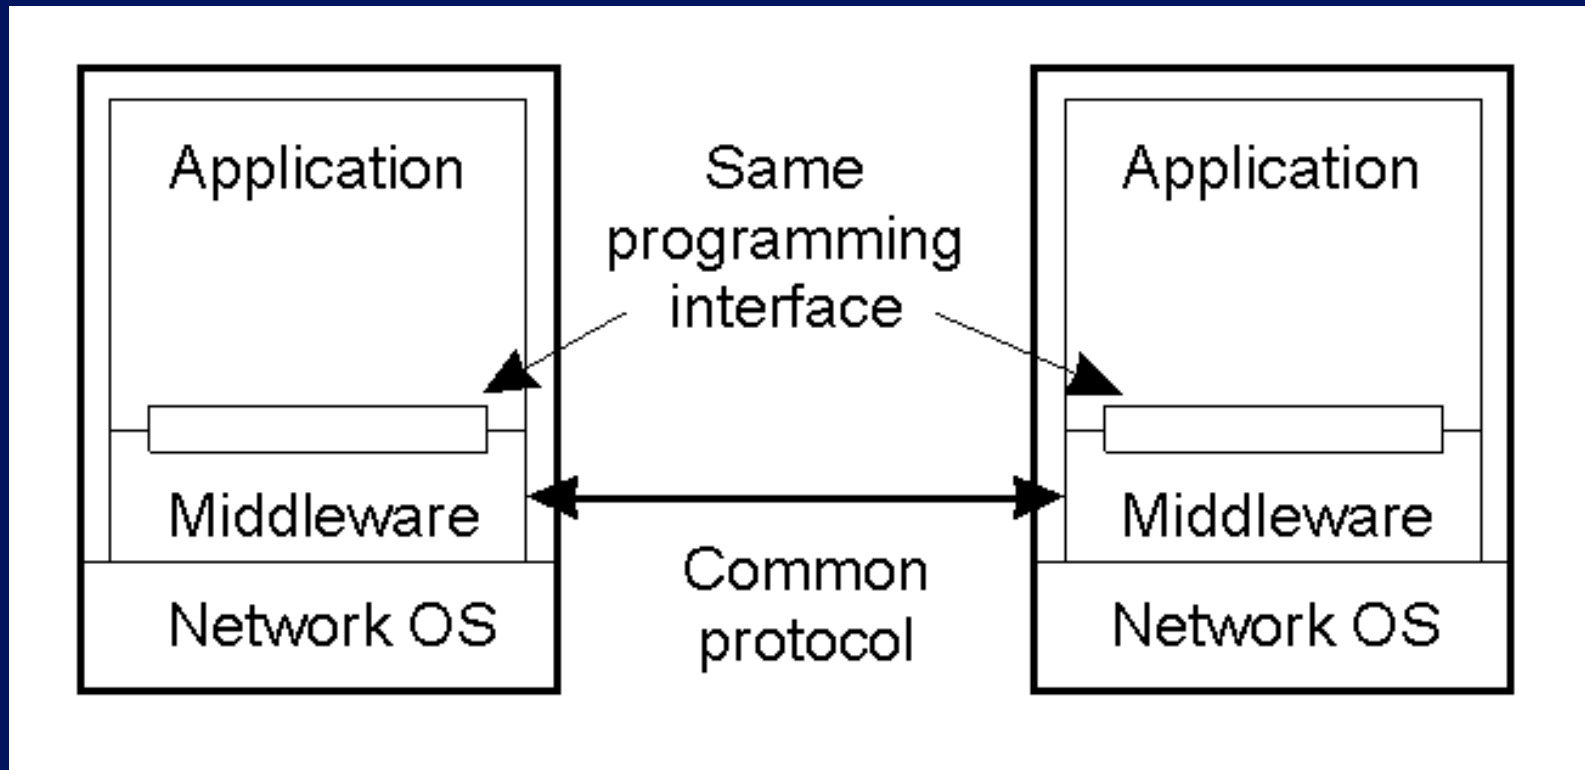 Application
Same
programming
interface
Application
Middleware
Common
protocol
Middleware
Network OS
Network OS